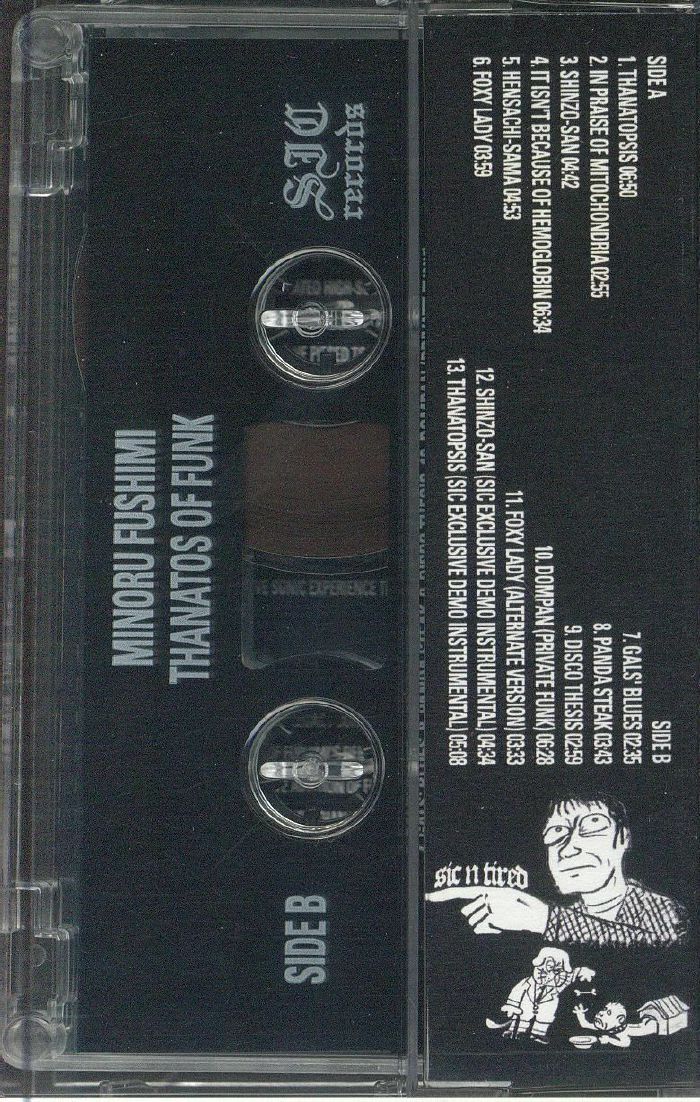 SIDE A
1. THANATOPSIS 06:50
2. IN PRAISE OF MITOCHONDRIA 02:55
3. SHINZO-SAN 04:42
4. IT ISN'T BECAUSE OF HEMOGLOBIN 06:34
5. HENSACHI-SAMA 04:53
6. FOXY LADY 03:59
SIDE B
7. GALS' BLUES 02:35
8. PANDA STEAK 03:43
9. DISCO THESIS 02:59
10. DOMPAN (PRIVATE FUNK) 06:28
11. FOXY LADY (ALTERNATE VERSION) 03:33
12. SHINZO-SAN [SIC EXCLUSIVE DEMO INSTRUMENTAL] 04:34
13. THANATOPSIS [SIC EXCLUSIVE DEMO INSTRUMENTAL] 05:08
sic n tired
SIC
records
MINORU FUSHIMI
THANATOS OF FUNK
SIDE B
SONIC EXPERIENCE